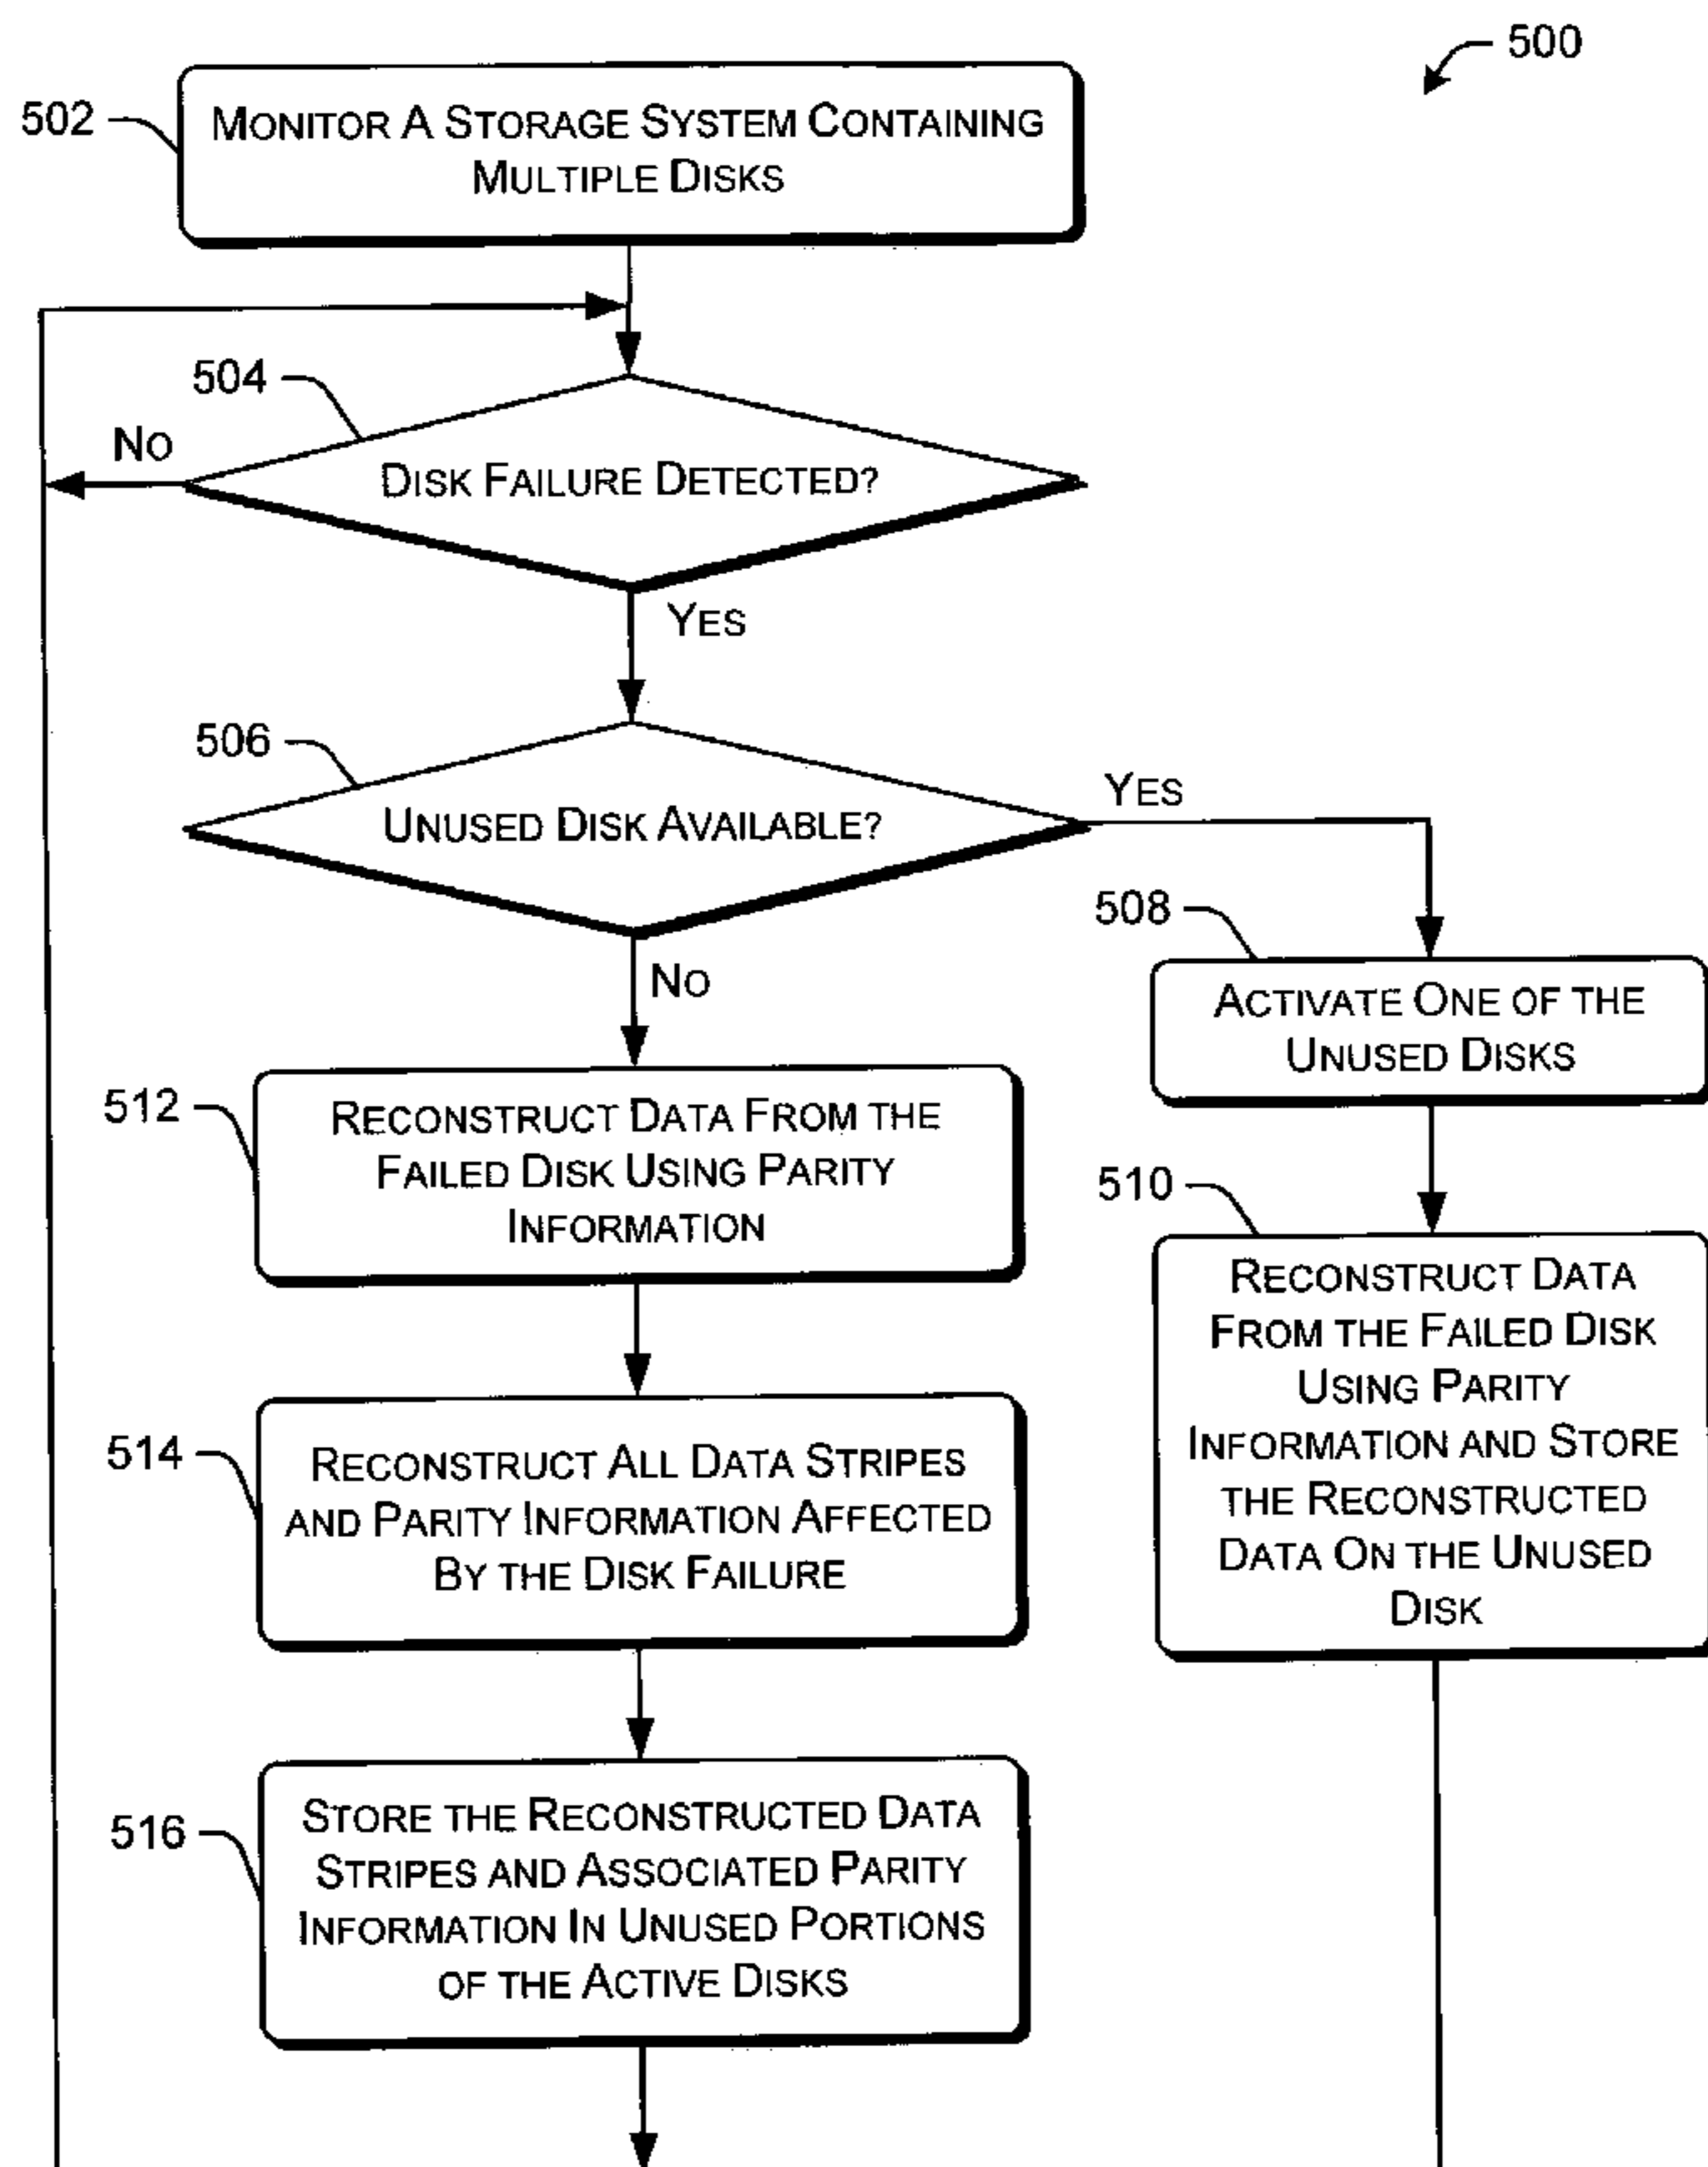 500
502
MONITOR A STORAGE SYSTEM CONTAINING
MULTIPLE DISKS
504
NO
DISK FAILURE DETECTED?
YES
506
UNUSED DISK AVAILABLE?
YES
NO
508
ACTIVATE ONE OF THE
UNUSED DISKS
512
RECONSTRUCT DATA FROM THE
FAILED DISK USING PARITY
INFORMATION
510
RECONSTRUCT DATA
FROM THE FAILED DISK
USING PARITY
INFORMATION AND STORE
THE RECONSTRUCTED
DATA ON THE UNUSED
DISK
514
RECONSTRUCT ALL DATA STRIPES
AND PARITY INFORMATION AFFECTED
BY THE DISK FAILURE
516
STORE THE RECONSTRUCTED DATA
STRIPES AND ASSOCIATED PARITY
INFORMATION IN UNUSED PORTIONS
OF THE ACTIVE DISKS